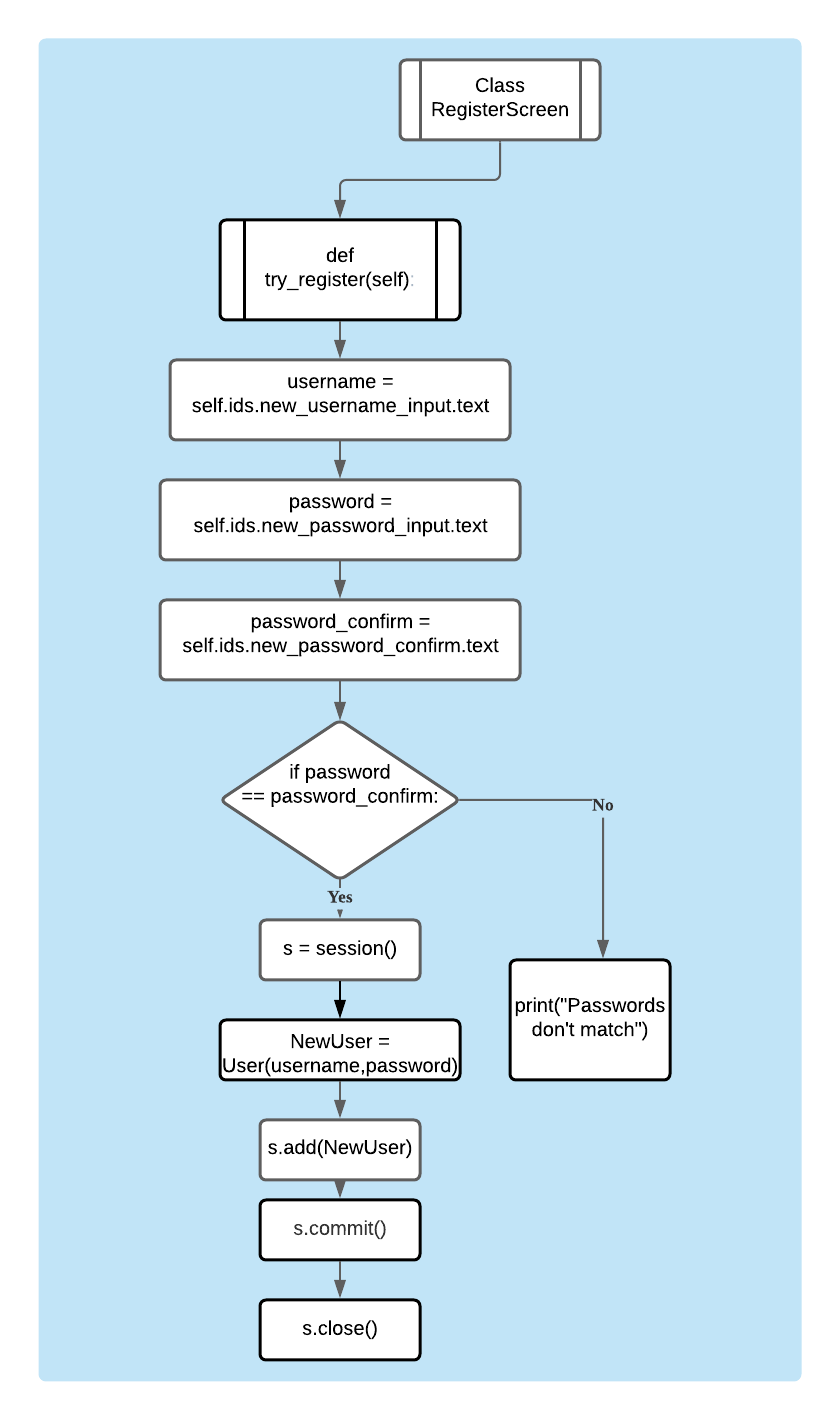 Class
RegisterScreen
def
try_register(self):
username =
self.ids.new_username_input.text
password =
self.ids.new_password_input.text
password_confirm =
self.ids.new_password_confirm.text
if password
== password_confirm:
No
Yes
s = session()
print("Passwords
don't match")
NewUser =
User(username,password)
s.add(NewUser)
s.commit()
s.close()